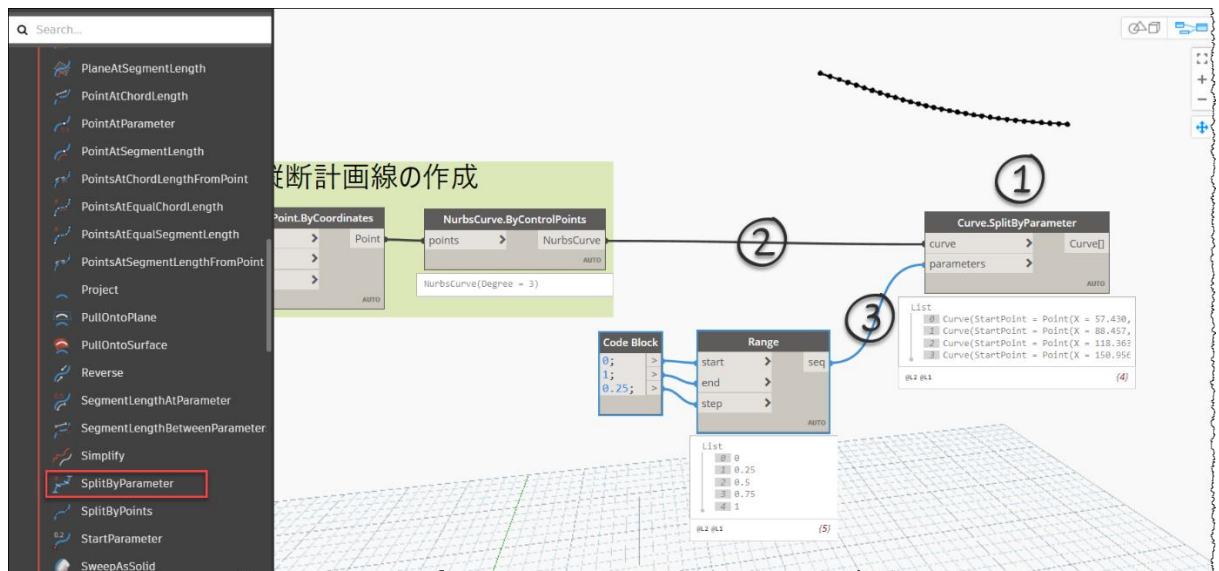 Search...
PlaneAtSegmentLength
PointAtChordLength
PointAtParameter
PointAtSegmentLength
PointsAtChordLengthFromPoint
PointsAtEqualChordLength
PointsAtEqualSegmentLength
PointsAtSegmentLengthFromPoint
Project
PullOntoPlane
PullOntoSurface
Reverse
SegmentLengthAtParameter
SegmentLengthBetweenParameter
Simplify
SplitByParameter
SplitByPoints
0.2
StartParameter
SweepAsSolid
縦断計画線の作成
Point.ByCoordinates
> Point
>
>
AUTO
NurbsCurve.ByControlPoints
points > NurbsCurve
AUTO
NurbsCurve(Degree = 3)
①
②
③
Curve.SplitByParameter
curve > Curve[]
parameters >
AUTO
List
0 Curve(StartPoint = Point(X = 57.430,
1 Curve(StartPoint = Point(X = 88.457,
2 Curve(StartPoint = Point(X = 118.363
3 Curve(StartPoint = Point(X = 150.956
@L2 @L1 {4}
Code Block
0; >
1; >
0.25; >
Range
start > seq
end >
step >
AUTO
List
0 0
1 0.25
2 0.5
3 0.75
4 1
@L2 @L1 {5}